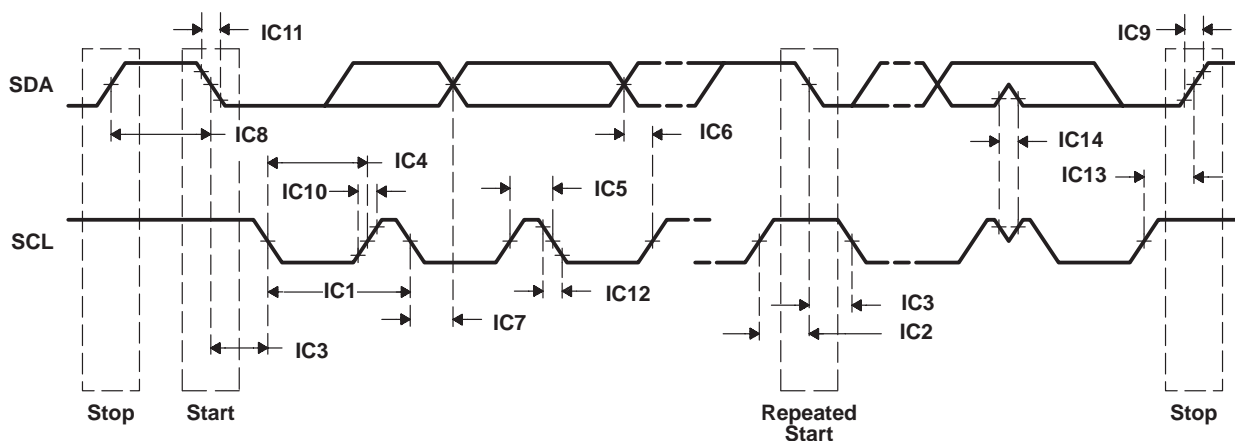 IC11
IC9
SDA
IC8
IC6
IC4
IC14
IC10
IC5
IC13
SCL
IC1
IC12
IC3
IC7
IC2
IC3
Stop
Start
Repeated
Start
Stop